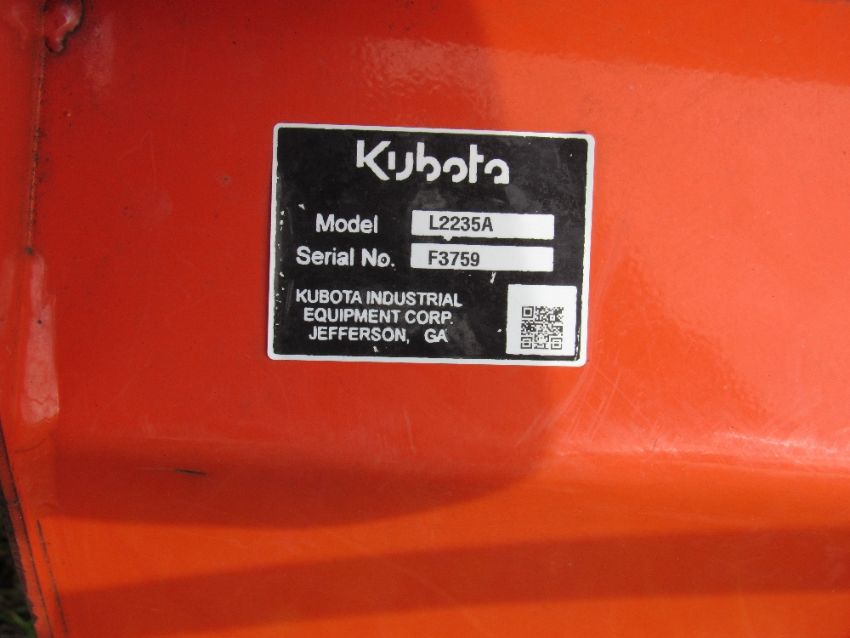 Kubota
Model L2235A
Serial No. F3759
KUBOTA INDUSTRIAL
EQUIPMENT CORP.
JEFFERSON, GA